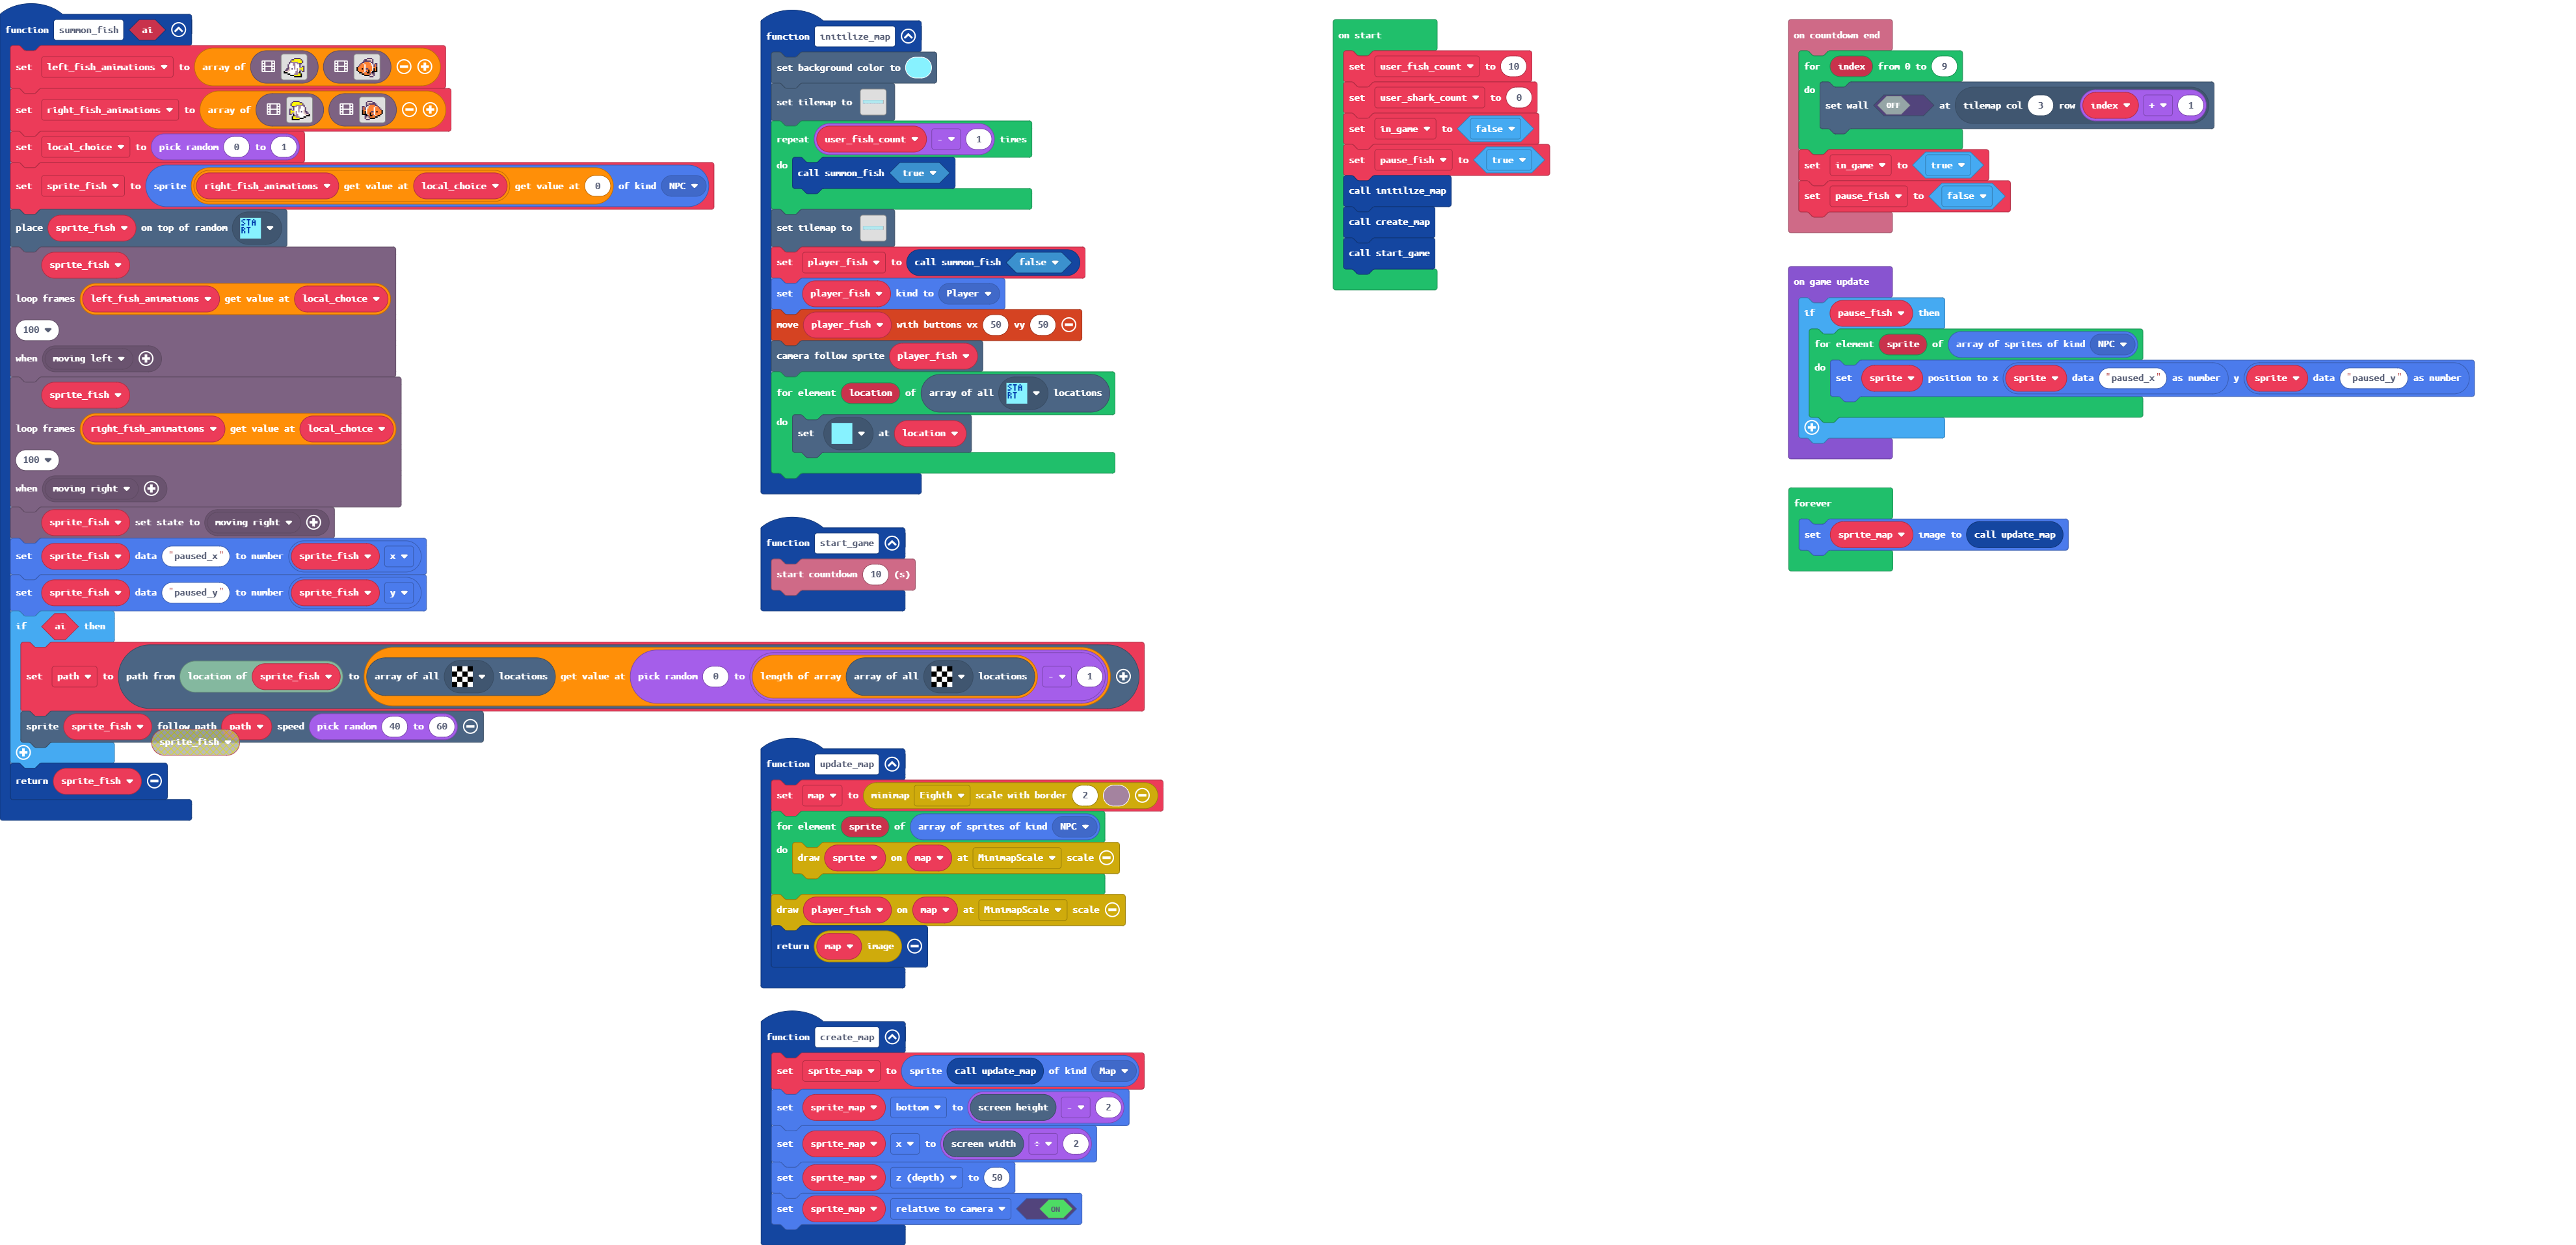 function summon_fish ai
set left_fish_animations to array of
set right_fish_animations to array of
set local_choice to pick random 0 to 1
set sprite_fish to sprite right_fish_animations get value at local_choice get value at 0 of kind NPC
place sprite_fish on top of random START
sprite_fish
loop frames left_fish_animations get value at local_choice
100
when moving left
sprite_fish
loop frames right_fish_animations get value at local_choice
100
when moving right
sprite_fish set state to moving right
set sprite_fish data "paused_x" to number sprite_fish x
set sprite_fish data "paused_y" to number sprite_fish y
if ai then
set path to path from location of sprite_fish to array of all locations get value at pick random 0 to length of array array of all locations - 1
sprite sprite_fish follow path path speed pick random 40 to 60
sprite_fish
return sprite_fish
function initilize_map
set background color to
set tilemap to
repeat user_fish_count - 1 times
do call summon_fish true
set tilemap to
set player_fish to call summon_fish false
set player_fish kind to Player
move player_fish with buttons vx 50 vy 50
camera follow sprite player_fish
for element location of array of all START locations
do set at location
function start_game
start countdown 10 (s)
function update_map
set map to minimap Eighth scale with border 2
for element sprite of array of sprites of kind NPC
do draw sprite on map at MinimapScale scale
draw player_fish on map at MinimapScale scale
return map image
function create_map
set sprite_map to sprite call update_map of kind Map
set sprite_map bottom to screen height - 2
set sprite_map x to screen width ÷ 2
set sprite_map z (depth) to 50
set sprite_map relative to camera ON
on start
set user_fish_count to 10
set user_shark_count to 0
set in_game to false
set pause_fish to true
call initilize_map
call create_map
call start_game
on countdown end
for index from 0 to 9
do set wall OFF at tilemap col 3 row index + 1
set in_game to true
set pause_fish to false
on game update
if pause_fish then
for element sprite of array of sprites of kind NPC
do set sprite position to x sprite data "paused_x" as number y sprite data "paused_y" as number
forever
set sprite_map image to call update_map